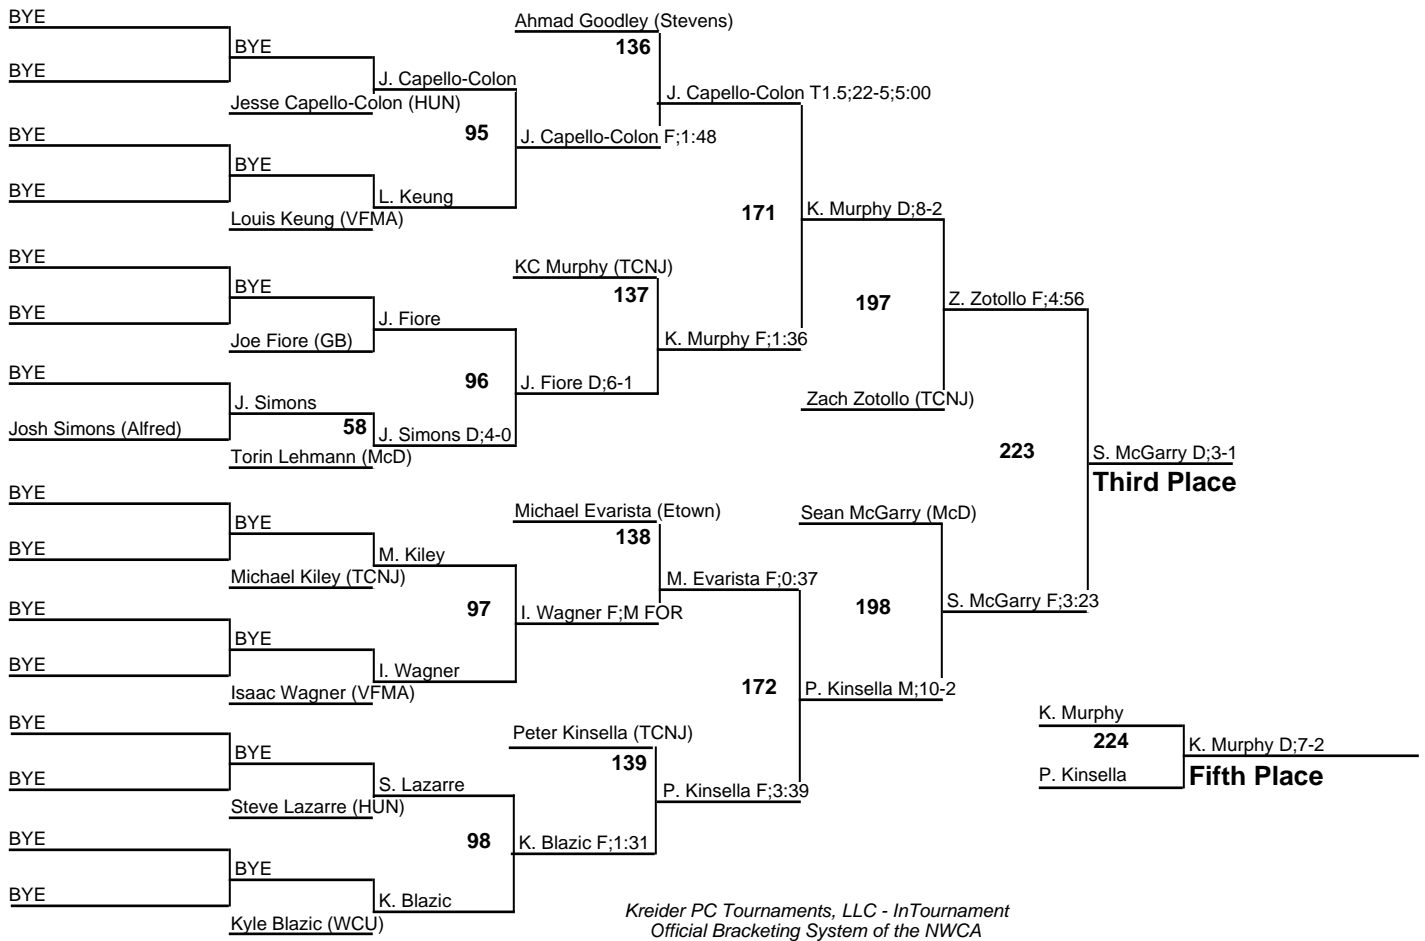 BYE
BYE
BYE
Jesse Capello-Colon (HUN)
J. Capello-Colon
BYE
BYE
BYE
Louis Keung (VFMA)
L. Keung
95
J. Capello-Colon F;1:48
Ahmad Goodley (Stevens)
136
J. Capello-Colon T1.5;22-5;5:00
BYE
BYE
BYE
Joe Fiore (GB)
J. Fiore
BYE
Josh Simons (Alfred)
J. Simons
58
Torin Lehmann (McD)
J. Simons D;4-0
96
J. Fiore D;6-1
KC Murphy (TCNJ)
137
K. Murphy F;1:36
171
K. Murphy D;8-2
197
Zach Zotollo (TCNJ)
Z. Zotollo F;4:56
BYE
BYE
BYE
Michael Kiley (TCNJ)
M. Kiley
BYE
BYE
BYE
Isaac Wagner (VFMA)
I. Wagner
97
I. Wagner F;M FOR
Michael Evarista (Etown)
138
M. Evarista F;0:37
BYE
BYE
BYE
Steve Lazarre (HUN)
S. Lazarre
BYE
BYE
BYE
Kyle Blazic (WCU)
K. Blazic
98
K. Blazic F;1:31
Peter Kinsella (TCNJ)
139
P. Kinsella F;3:39
172
P. Kinsella M;10-2
Sean McGarry (McD)
198
S. McGarry F;3:23
223
S. McGarry D;3-1
Third Place
K. Murphy
224
P. Kinsella
K. Murphy D;7-2
Fifth Place
Kreider PC Tournaments, LLC - InTournament
Official Bracketing System of the NWCA